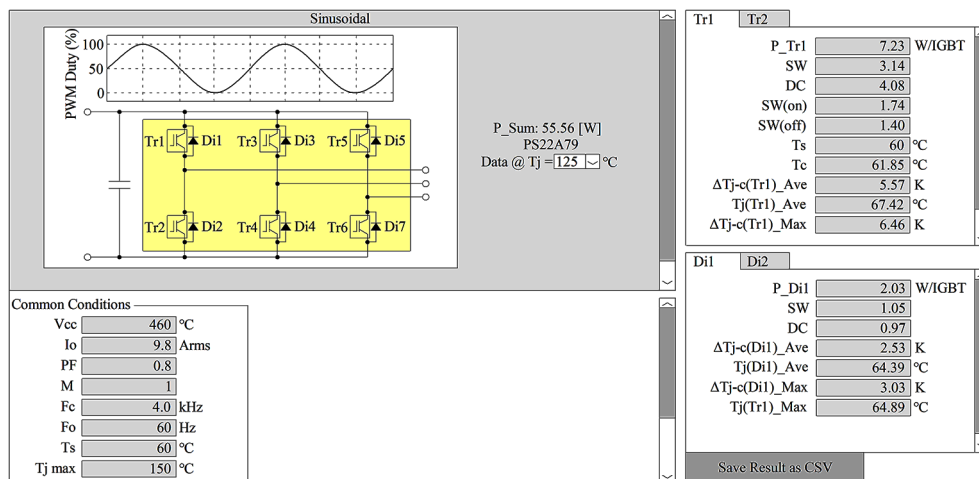 Sinusoidal
PWM Duty (%)
100
50
0
Tr1 Di1 Tr3 Di3 Tr5 Di5
Tr2 Di2 Tr4 Di4 Tr6 Di7
P_Sum: 55.56 [W]
PS22A79
Data @ Tj = 125 °C
Common Conditions
Vcc 460 °C
Io 9.8 Arms
PF 0.8
M 1
Fc 4.0 kHz
Fo 60 Hz
Ts 60 °C
Tj max 150 °C
Tr1 Tr2
P_Tr1 7.23 W/IGBT
SW 3.14
DC 4.08
SW(on) 1.74
SW(off) 1.40
Ts 60 °C
Tc 61.85 °C
ΔTj-c(Tr1)_Ave 5.57 K
Tj(Tr1)_Ave 67.42 °C
ΔTj-c(Tr1)_Max 6.46 K
Di1 Di2
P_Di1 2.03 W/IGBT
SW 1.05
DC 0.97
ΔTj-c(Di1)_Ave 2.53 K
Tj(Di1)_Ave 64.39 °C
ΔTj-c(Di1)_Max 3.03 K
Tj(Tr1)_Max 64.89 °C
Save Result as CSV